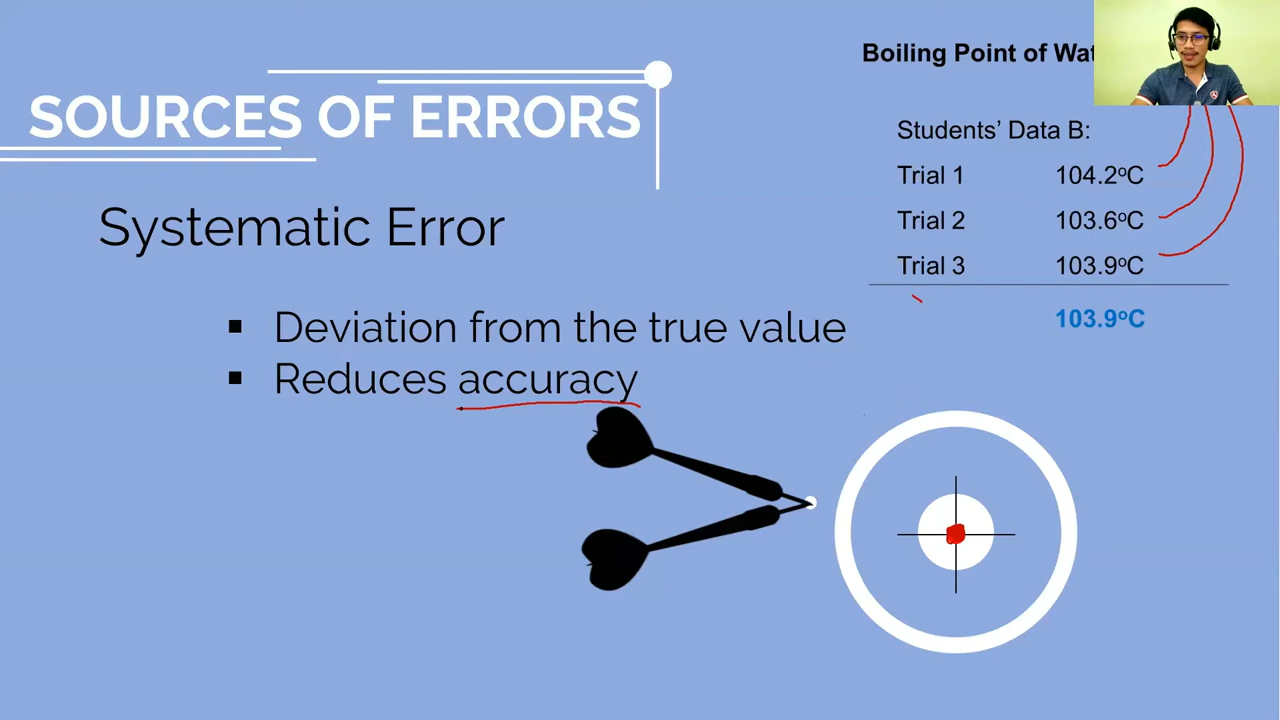 SOURCES OF ERRORS
Systematic Error
▪ Deviation from the true value
▪ Reduces accuracy
Boiling Point of Wat
Students’ Data B:
Trial 1 104.2°C
Trial 2 103.6°C
Trial 3 103.9°C
103.9°C